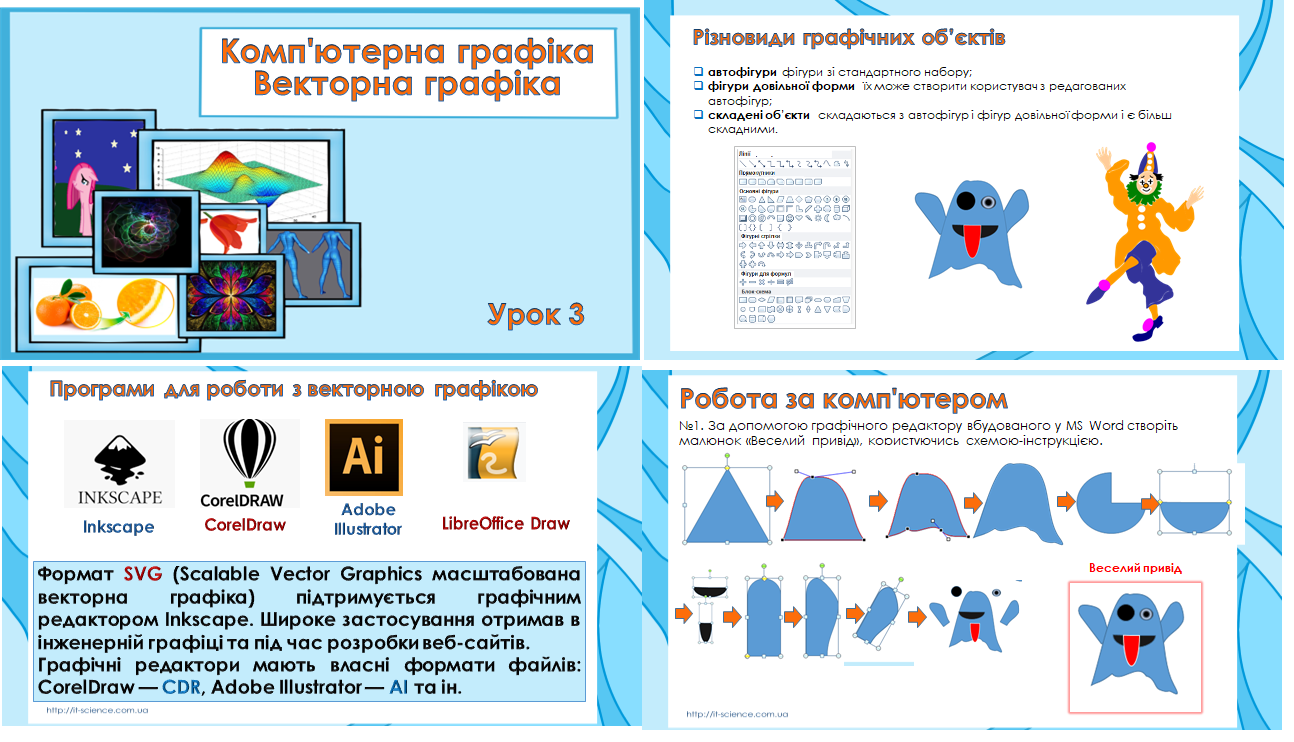 Комп'ютерна графіка
Векторна графіка
Урок 3
Різновиди графічних об’єктів
автофігури фігури зі стандартного набору;
фігури довільної форми їх може створити користувач з редагованих
автофігур;
складені об’єкти складаються з автофігур і фігур довільної форми і є більш
складними.
Лінії
Прямокутники
Основні фігури
Фігурні стрілки
Фігури для формул
Блок-схема
Програми для роботи з векторною графікою
INKSCAPE
CorelDRAW
Ai
Inkscape
CorelDraw
Adobe
Illustrator
LibreOffice Draw
Формат SVG (Scalable Vector Graphics масштабована
векторна графіка) підтримується графічним
редактором Inkscape. Широке застосування отримав в
інженерній графіці та під час розробки веб-сайтів.
Графічні редактори мають власні формати файлів:
CorelDraw — CDR, Adobe Illustrator — AI та ін.
http://it-science.com.ua
Робота за комп'ютером
№1. За допомогою графічного редактору вбудованого у MS Word створіть
малюнок «Веселий привід», користуючись схемою-інструкцією.
Веселий привід
http://it-science.com.ua